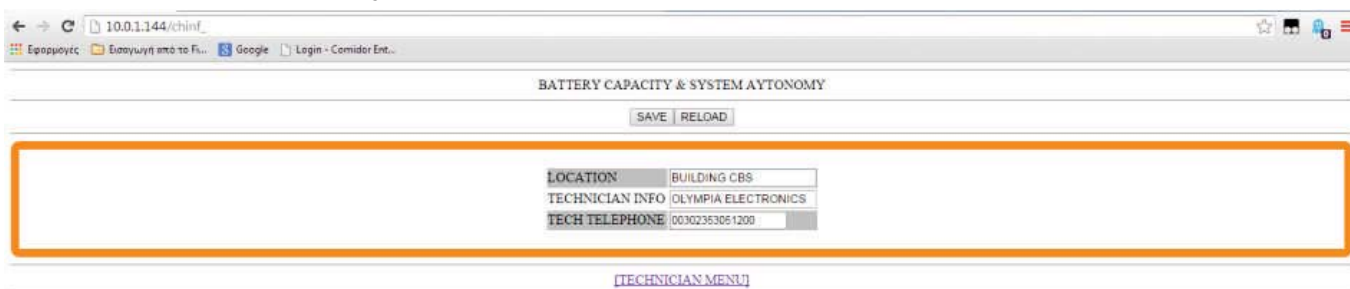 10.0.1.144/chinf_
Εφαρμογές Εισαγωγή από το Fi... Google Login - Comidor Ent...
BATTERY CAPACITY & SYSTEM AYTONOMY
SAVE RELOAD
LOCATION BUILDING CBS
TECHNICIAN INFO OLYMPIA ELECTRONICS
TECH TELEPHONE 00302353051200
[TECHNICIAN MENU]